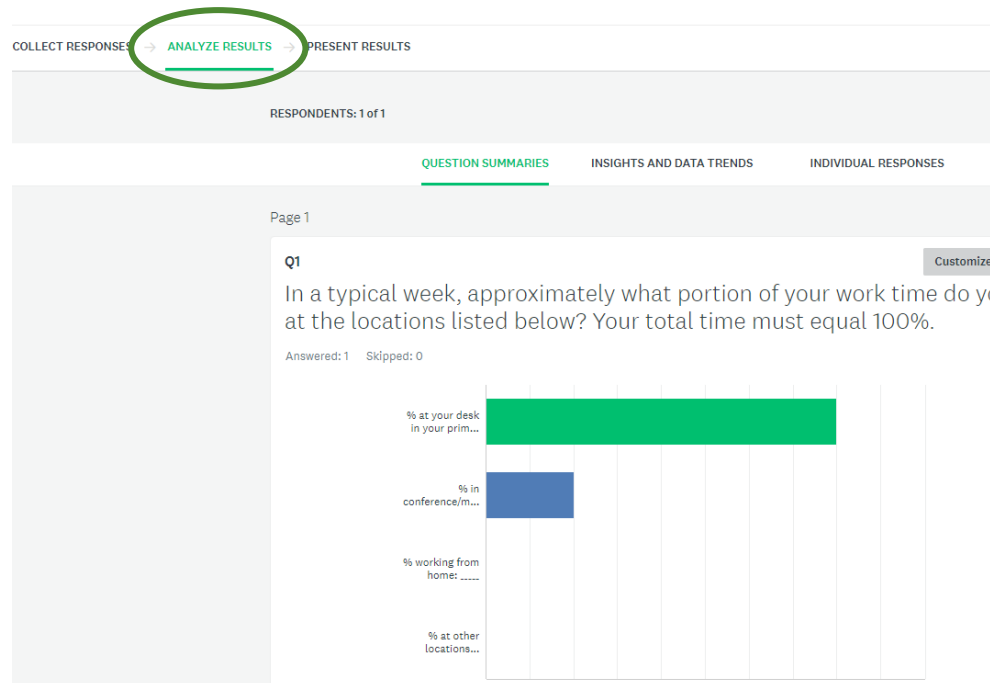 COLLECT RESPONSES → ANALYZE RESULTS → PRESENT RESULTS
RESPONDENTS: 1 of 1
QUESTION SUMMARIES INSIGHTS AND DATA TRENDS INDIVIDUAL RESPONSES
Page 1
Q1
Customize
In a typical week, approximately what portion of your work time do
at the locations listed below? Your total time must equal 100%.
Answered: 1 Skipped: 0
% at your desk
in your prim...
% in
conference/m...
% working from
home: _____
% at other
locations...